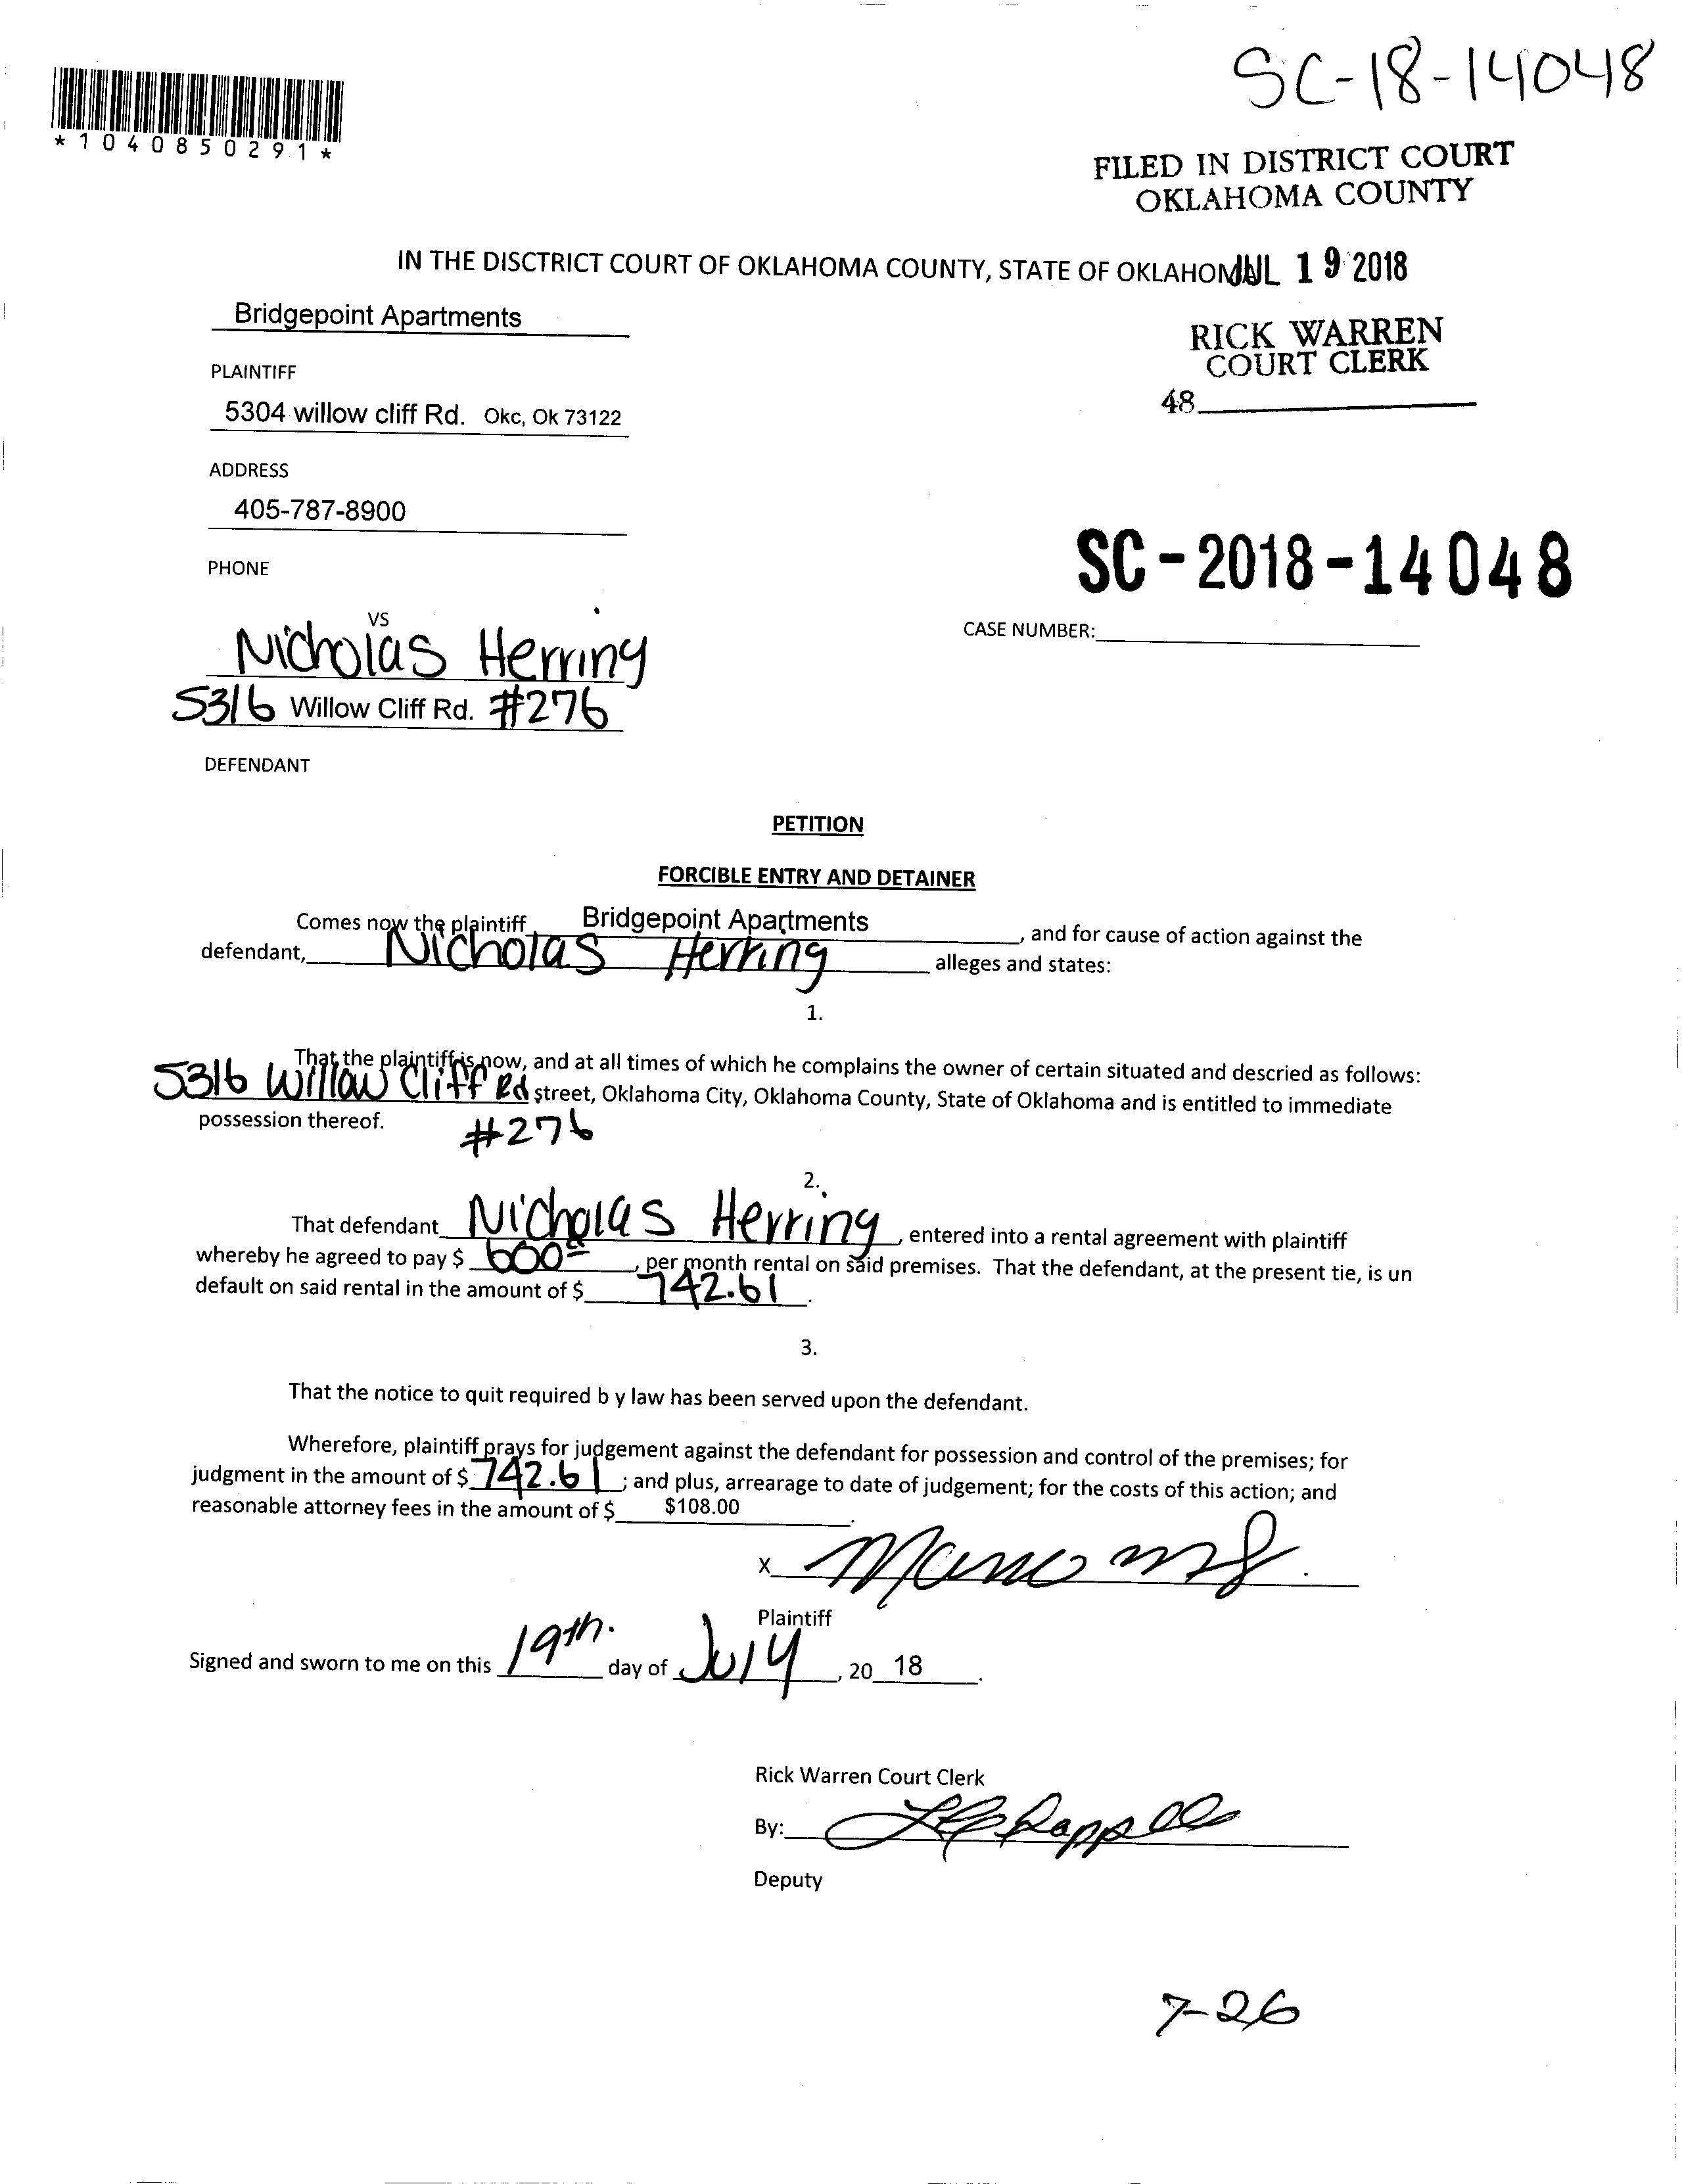 SC-18-14048
*1040850291*
FILED IN DISTRICT COURT
OKLAHOMA COUNTY
IN THE DISCTRICT COURT OF OKLAHOMA COUNTY, STATE OF OKLAHOM JUL 19 2018
Bridgepoint Apartments
RICK WARREN
COURT CLERK
PLAINTIFF
48
5304 willow cliff Rd. Okc, Ok 73122
ADDRESS
405-787-8900
PHONE
SC-2018-14048
CASE NUMBER:
VS
Nicholas Herring
5316 Willow Cliff Rd. #276
DEFENDANT
PETITION
FORCIBLE ENTRY AND DETAINER
Comes now the plaintiff Bridgepoint Apartments, and for cause of action against the
defendant, Nicholas Herring alleges and states:
1.
That the plaintiff is now, and at all times of which he complains the owner of certain situated and descried as follows:
5316 Willow Cliff Rd street, Oklahoma City, Oklahoma County, State of Oklahoma and is entitled to immediate
possession thereof. #276
2.
That defendant Nicholas Herring, entered into a rental agreement with plaintiff
whereby he agreed to pay $ 600, per month rental on said premises. That the defendant, at the present tie, is un
default on said rental in the amount of $ 742.61.
3.
That the notice to quit required b y law has been served upon the defendant.
Wherefore, plaintiff prays for judgement against the defendant for possession and control of the premises; for
judgment in the amount of $ 742.61; and plus, arrearage to date of judgement; for the costs of this action; and
reasonable attorney fees in the amount of $ $108.00.
X
Plaintiff
Signed and sworn to me on this 19th. day of July, 20 18.
Rick Warren Court Clerk
By:
Deputy
7-26